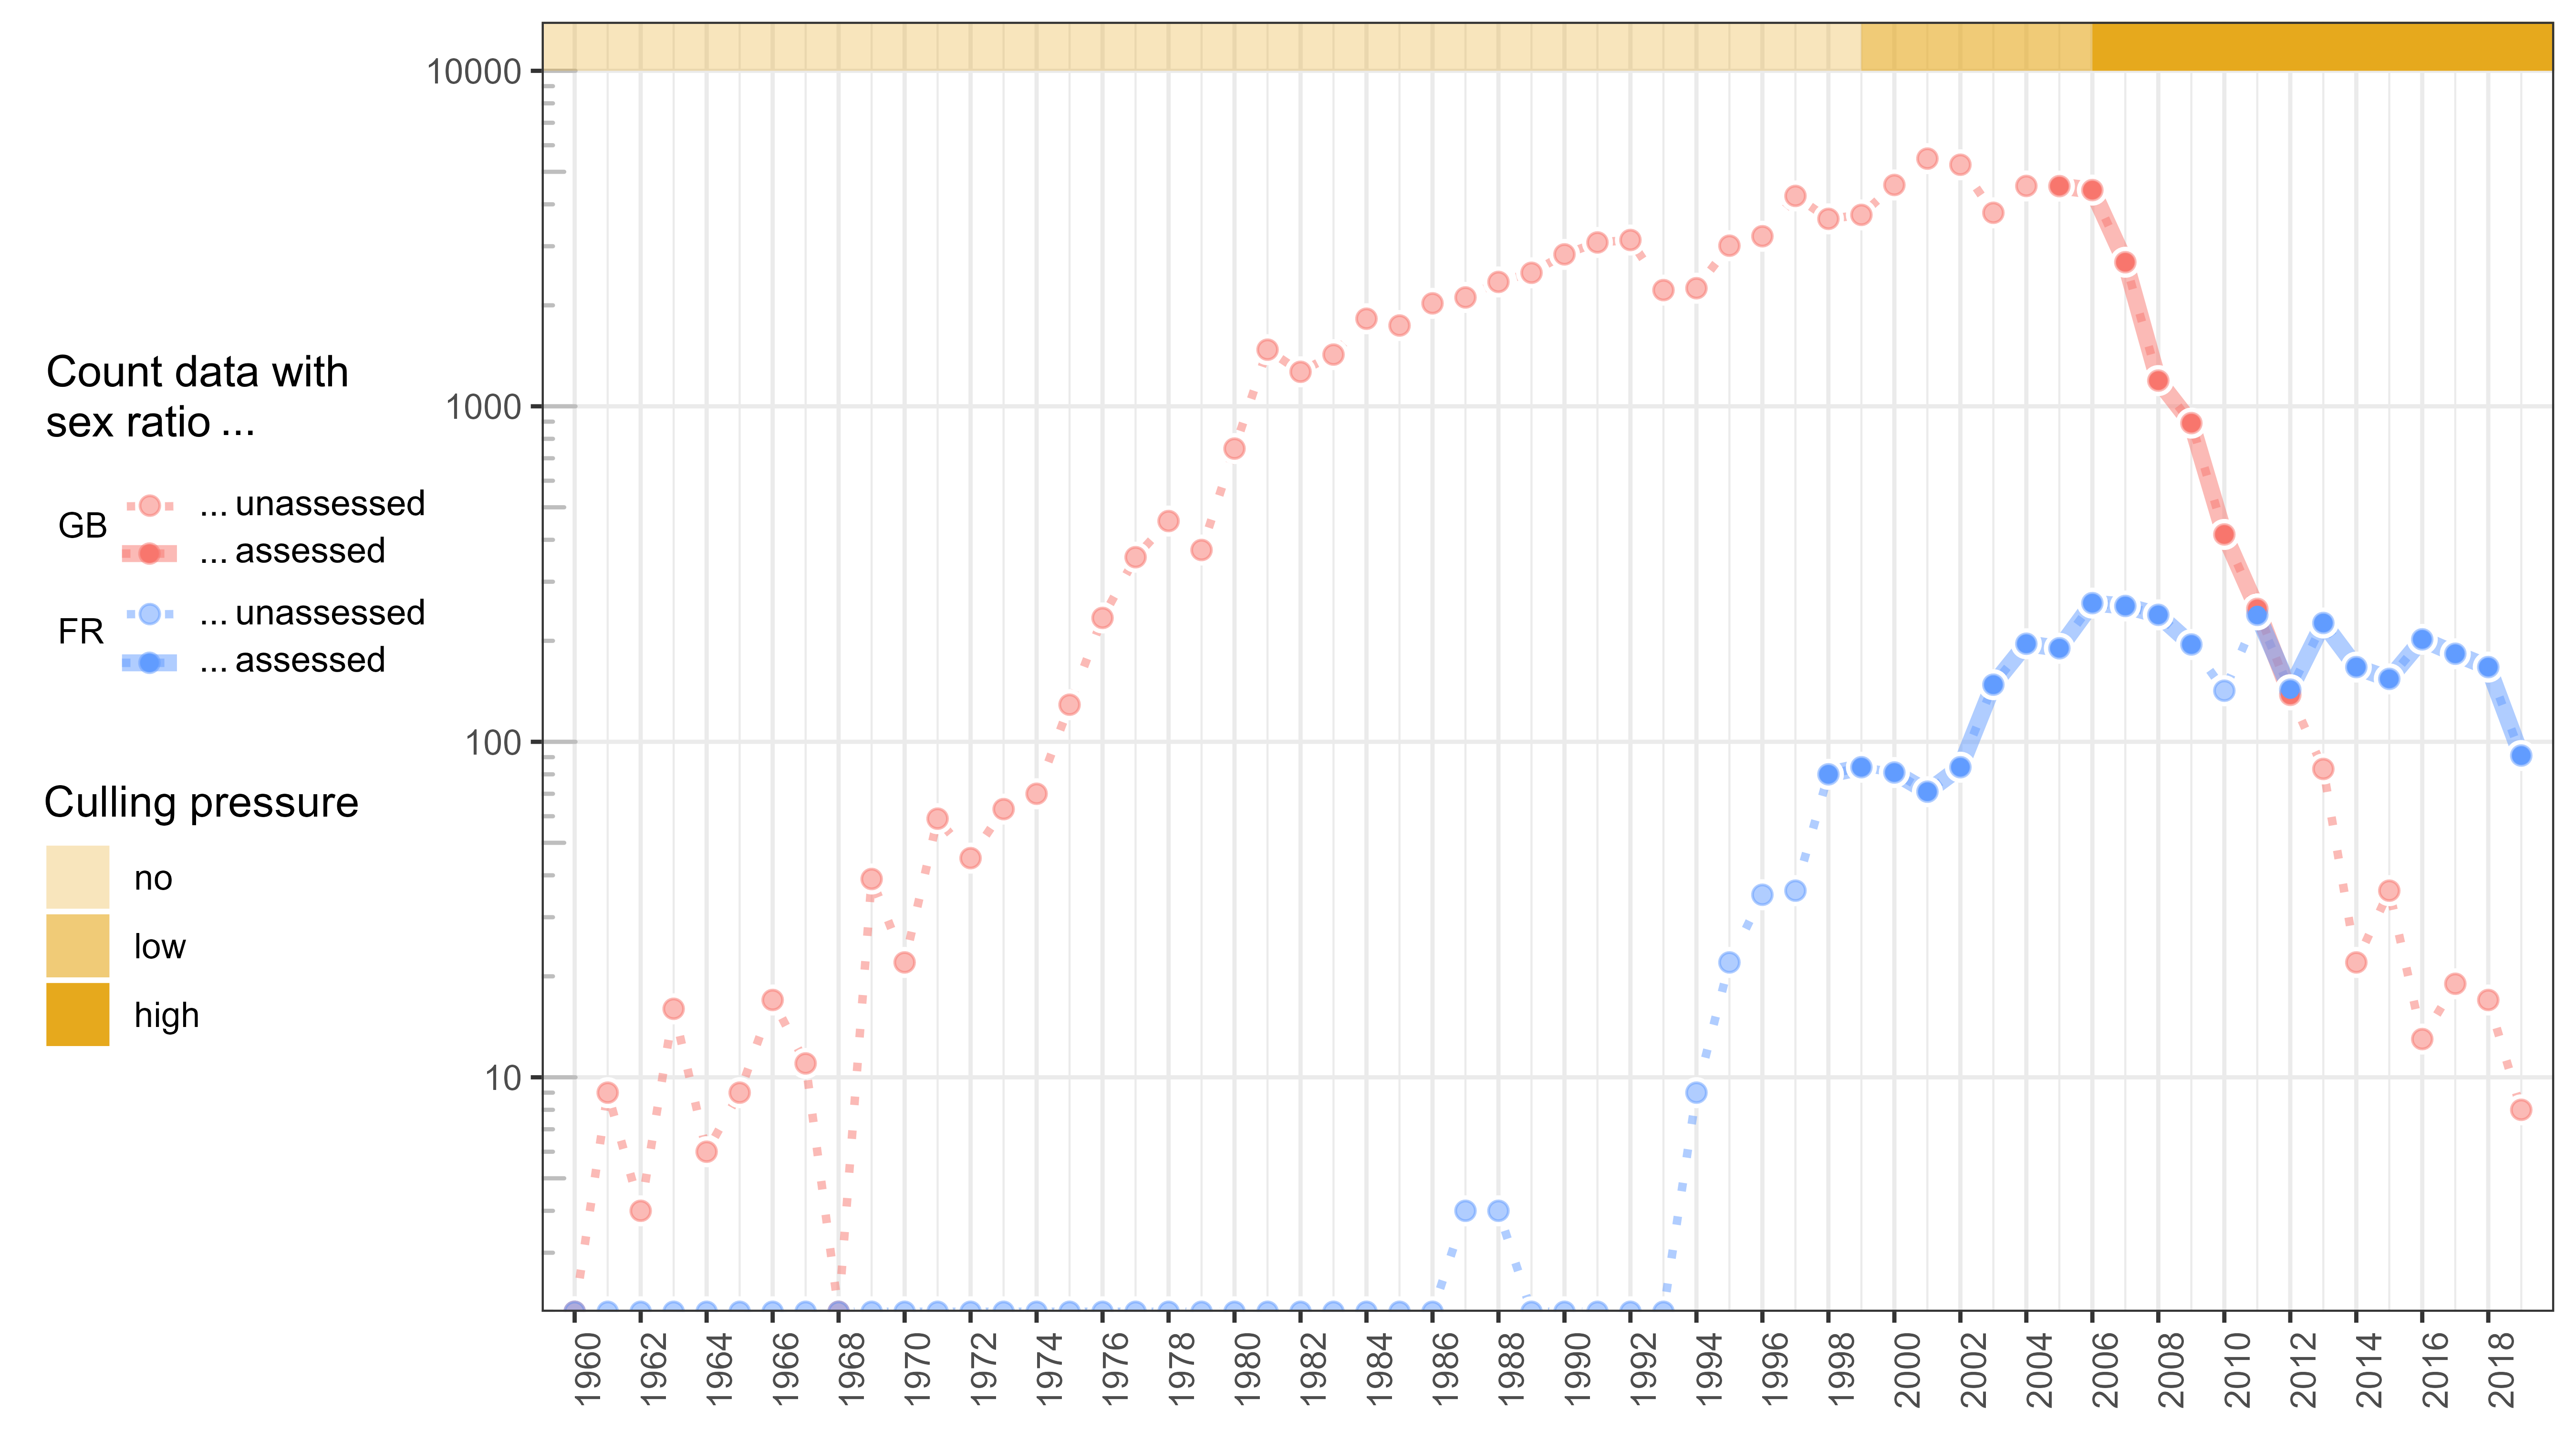 Count data with
sex ratio ...
GB
... unassessed
... assessed
FR
... unassessed
... assessed
Culling pressure
no
low
high
10000
1000
100
10
1960
1962
1964
1966
1968
1970
1972
1974
1976
1978
1980
1982
1984
1986
1988
1990
1992
1994
1996
1998
2000
2002
2004
2006
2008
2010
2012
2014
2016
2018